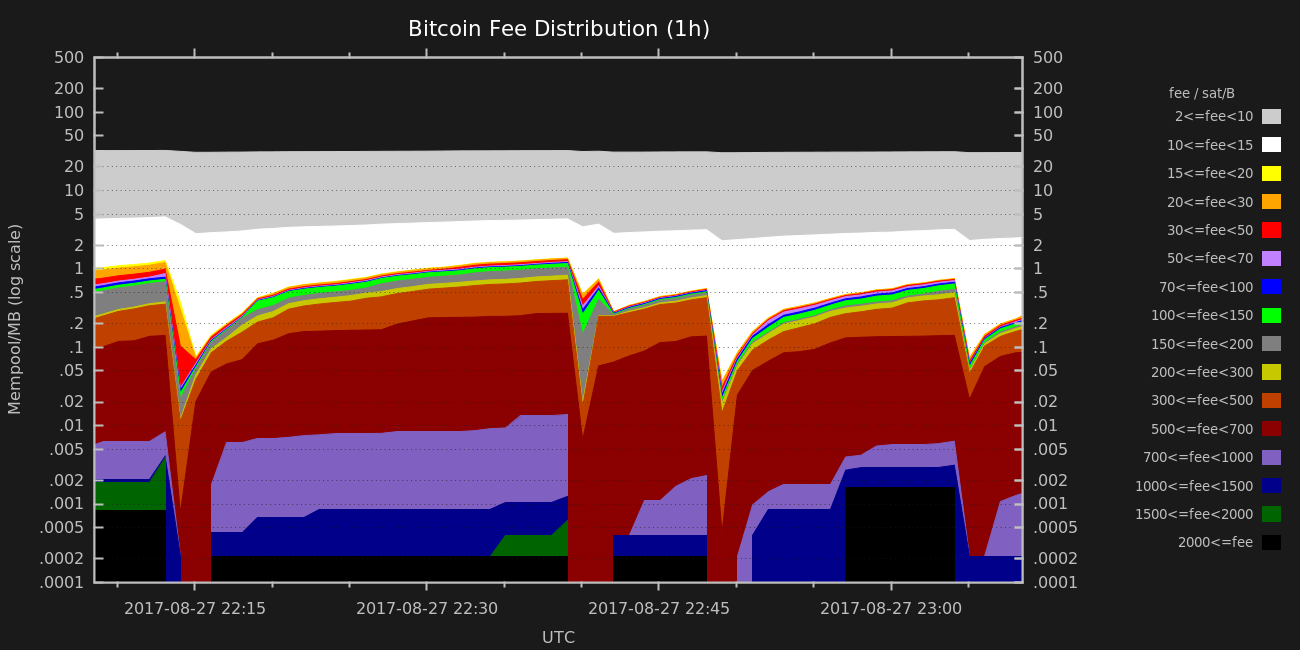 Bitcoin Fee Distribution (1h)
Mempool/MB (log scale)
500
200
100
50
20
10
5
2
1
.5
.2
.1
.05
.02
.01
.005
.002
.001
.0005
.0002
.0001
500
200
100
50
20
10
5
2
1
.5
.2
.1
.05
.02
.01
.005
.002
.001
.0005
.0002
.0001
2017-08-27 22:15 2017-08-27 22:30 2017-08-27 22:45 2017-08-27 23:00
UTC
fee / sat/B
2<=fee<10
10<=fee<15
15<=fee<20
20<=fee<30
30<=fee<50
50<=fee<70
70<=fee<100
100<=fee<150
150<=fee<200
200<=fee<300
300<=fee<500
500<=fee<700
700<=fee<1000
1000<=fee<1500
1500<=fee<2000
2000<=fee